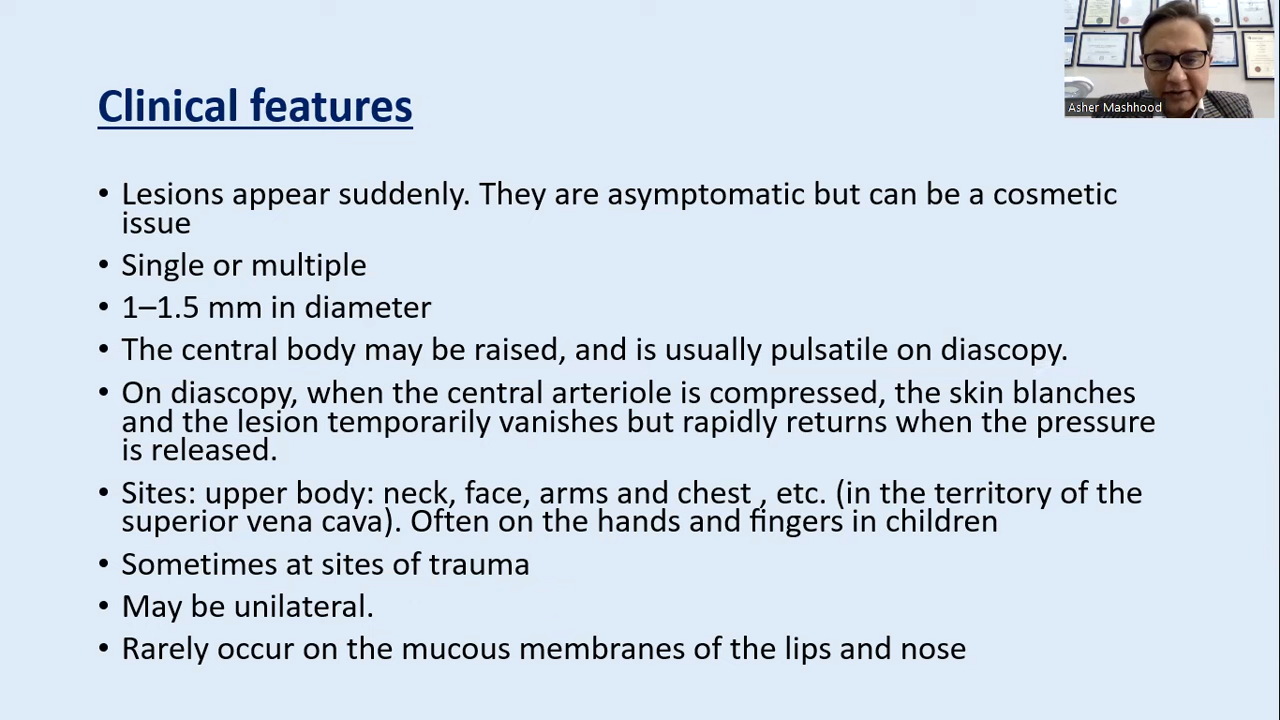 Clinical features
Asher Mashhood
• Lesions appear suddenly. They are asymptomatic but can be a cosmetic
issue
• Single or multiple
• 1–1.5 mm in diameter
• The central body may be raised, and is usually pulsatile on diascopy.
• On diascopy, when the central arteriole is compressed, the skin blanches
and the lesion temporarily vanishes but rapidly returns when the pressure
is released.
• Sites: upper body: neck, face, arms and chest , etc. (in the territory of the
superior vena cava). Often on the hands and fingers in children
• Sometimes at sites of trauma
• May be unilateral.
• Rarely occur on the mucous membranes of the lips and nose